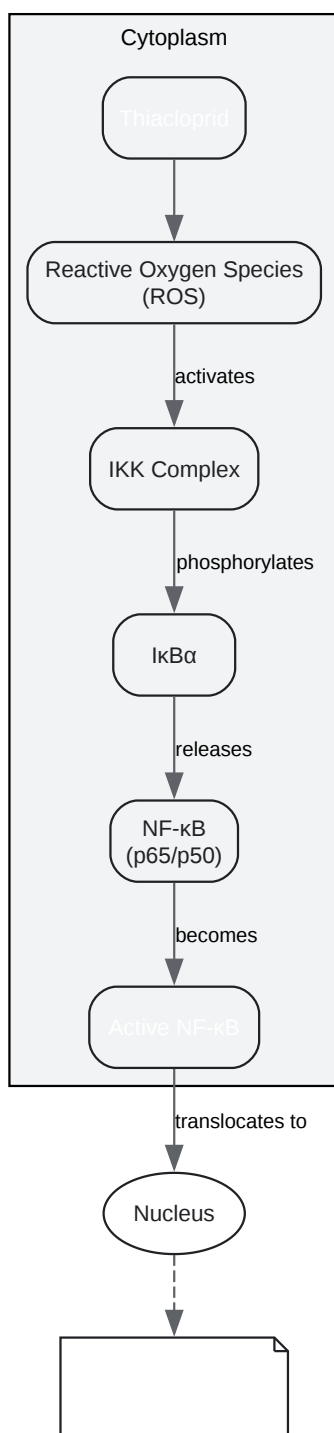 Cytoplasm
Thiacloprid
Reactive Oxygen Species
(ROS)
activates
IKK Complex
phosphorylates
IκBα
releases
NF-κB
(p65/p50)
becomes
Active NF-κB
translocates to
Nucleus